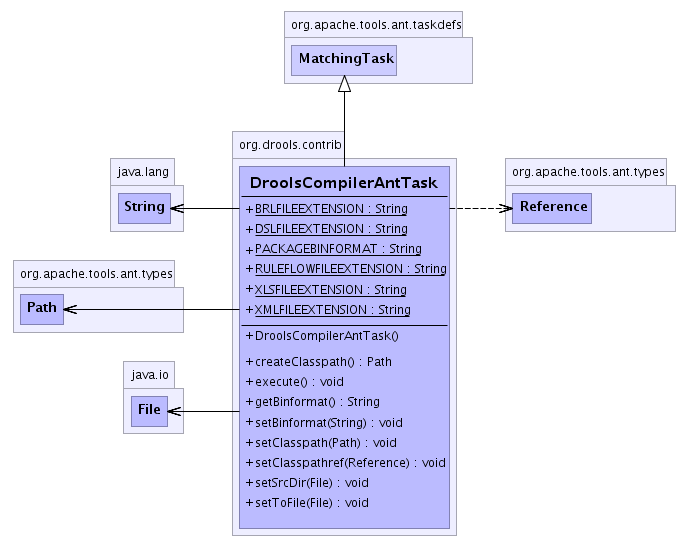 org.apache.tools.ant.taskdefs
MatchingTask
org.drools.contrib
DroolsCompilerAntTask
+ BRLFILEEXTENSION : String
+ DSLFILEEXTENSION : String
+ PACKAGEBINFORMAT : String
+ RULEFLOWFILEEXTENSION : String
+ XLSFILEEXTENSION : String
+ XMLFILEEXTENSION : String
+ DroolsCompilerAntTask()
+ createClasspath() : Path
+ execute() : void
+ getBinformat() : String
+ setBinformat(String) : void
+ setClasspath(Path) : void
+ setClasspathref(Reference) : void
+ setSrcDir(File) : void
+ setToFile(File) : void
java.lang
String
org.apache.tools.ant.types
Reference
org.apache.tools.ant.types
Path
java.io
File